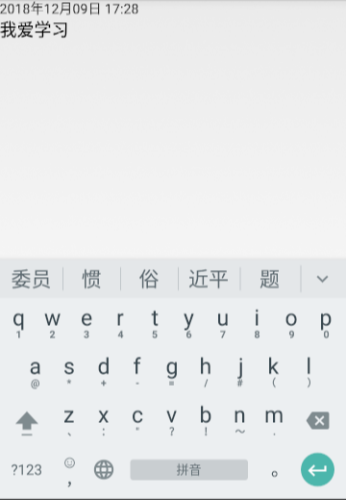 2018年12月09日 17:28
我爱学习
委员 惯 俗 近平 题
q w e r t y u i o p
1 2 3 4 5 6 7 8 9 0
a s d f g h j k l
@ * + - = / # ( )
z x c v b n m
、 : " ? ! ~ .
?123 , 拼音 。